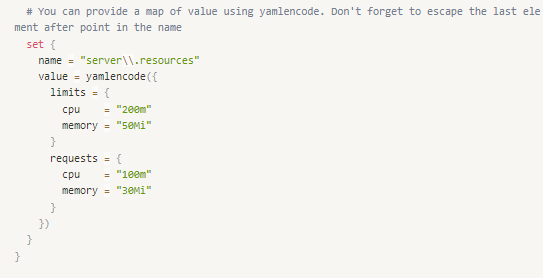 # You can provide a map of value using yamlencode. Don't forget to escape the last ele
ment after point in the name
set {
name = "server\\.resources"
value = yamlencode({
limits = {
cpu    = "200m"
memory = "50Mi"
}
requests = {
cpu    = "100m"
memory = "30Mi"
}
})
}
}